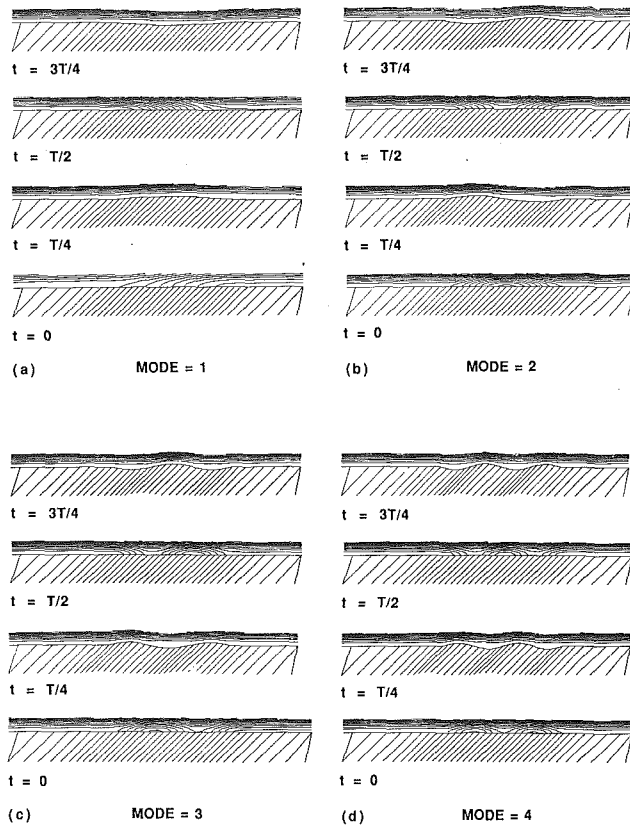 t = 3T/4
t = T/2
t = T/4
t = 0
(a) MODE = 1
t = 3T/4
t = T/2
t = T/4
t = 0
(b) MODE = 2
t = 3T/4
t = T/2
t = T/4
t = 0
(c) MODE = 3
t = 3T/4
t = T/2
t = T/4
t = 0
(d) MODE = 4